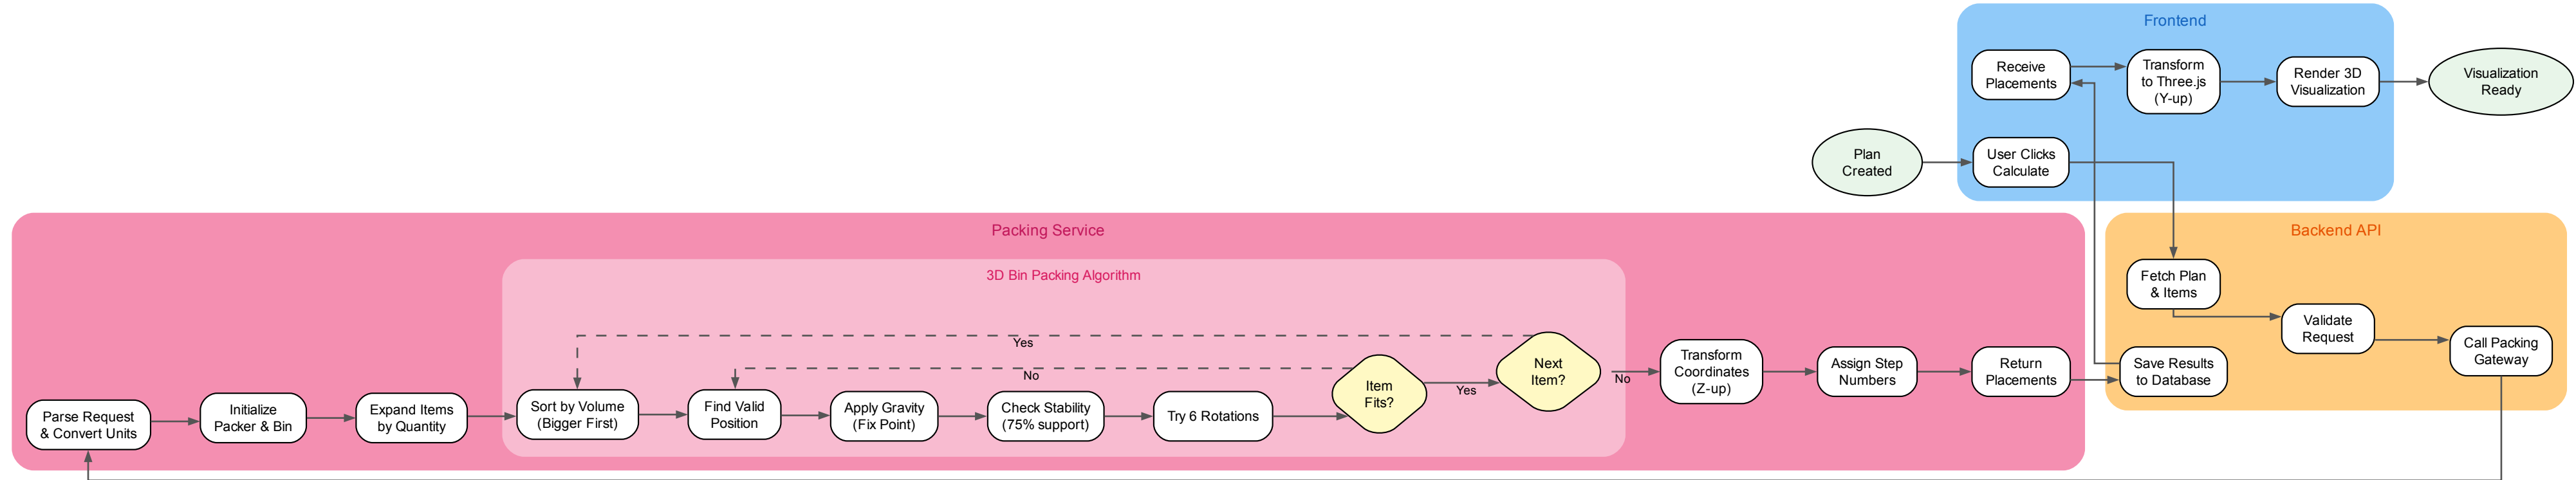 Frontend
Receive
Placements
Transform
to Three.js
(Y-up)
Render 3D
Visualization
Visualization
Ready
Plan
Created
User Clicks
Calculate
Packing Service
3D Bin Packing Algorithm
Parse Request
& Convert Units
Initialize
Packer & Bin
Expand Items
by Quantity
Sort by Volume
(Bigger First)
Find Valid
Position
Apply Gravity
(Fix Point)
Check Stability
(75% support)
Try 6 Rotations
Item
Fits?
Yes
No
Next
Item?
Yes
No
Transform
Coordinates
(Z-up)
Assign Step
Numbers
Return
Placements
Backend API
Fetch Plan
& Items
Validate
Request
Call Packing
Gateway
Save Results
to Database